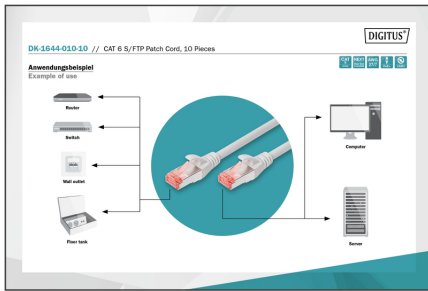 DIGITUS®
DK-1644-010-10 // CAT 6 S/FTP Patch Cord, 10 Pieces
Anwendungsbeispiel
Example of use
Router
Switch
Wall outlet
Floor tank
Computer
Server